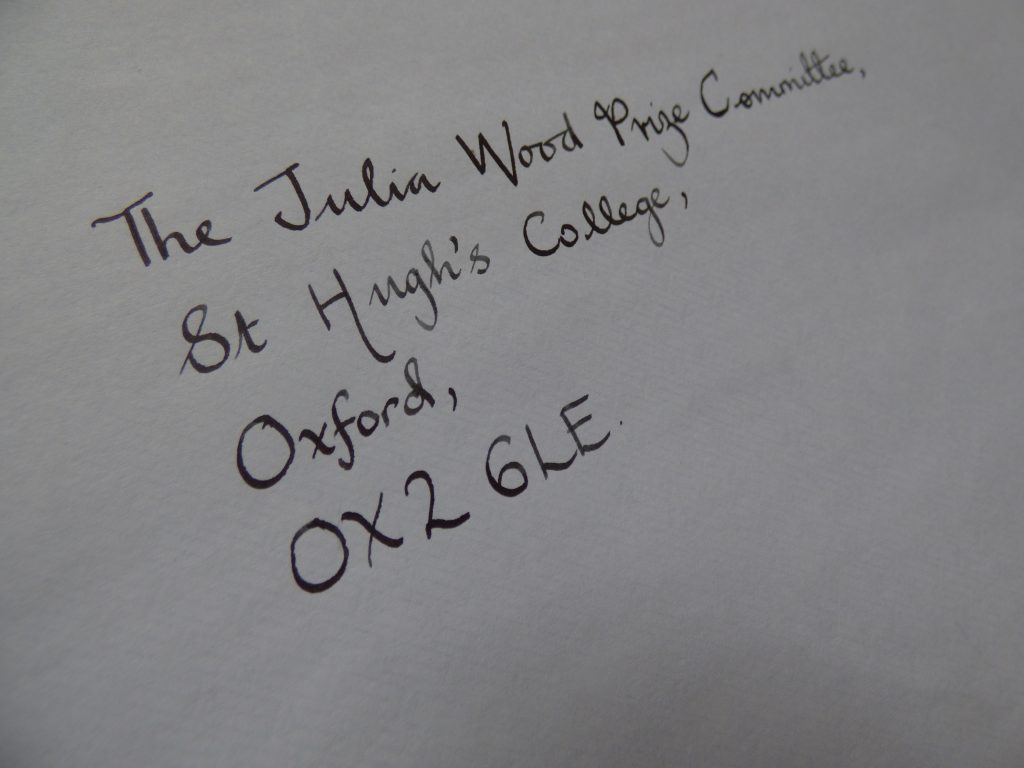 The Julia Wood Prize Committee,
St Hugh's College,
Oxford,
OX2 6LE.